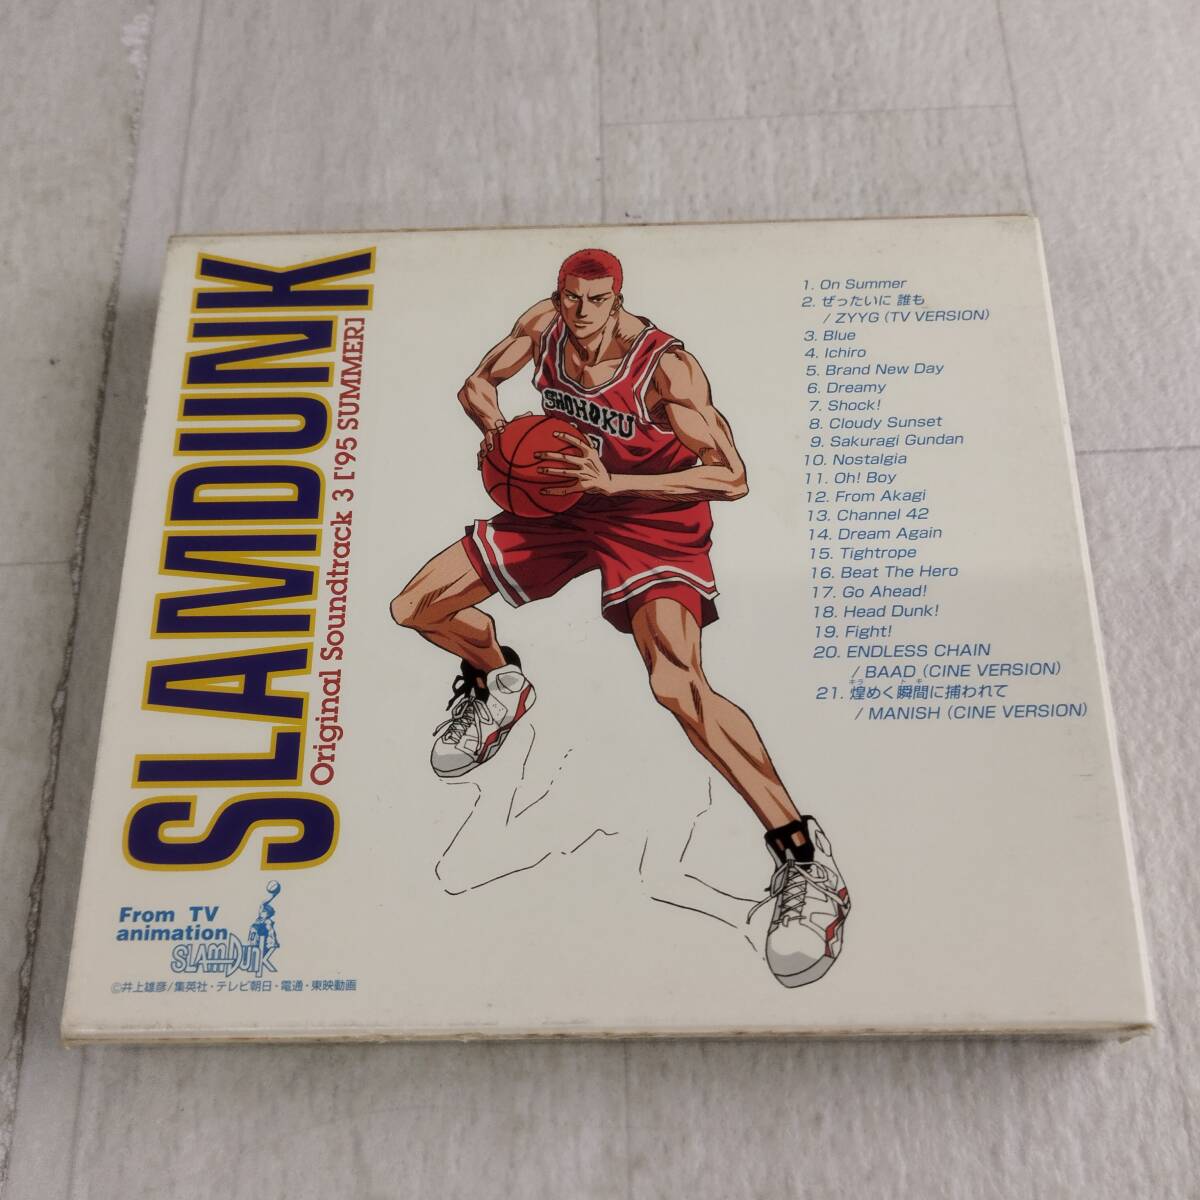 SLAMDUNK
Original Soundtrack 3 ['95 SUMMER]
From TV
animation
SLAM DUNK
©井上雄彦/集英社・テレビ朝日・電通・東映動画
SHOHOKU
1. On Summer
2. ぜったいに 誰も
/ ZYYG (TV VERSION)
3. Blue
4. Ichiro
5. Brand New Day
6. Dreamy
7. Shock!
8. Cloudy Sunset
9. Sakuragi Gundan
10. Nostalgia
11. Oh! Boy
12. From Akagi
13. Channel 42
14. Dream Again
15. Tightrope
16. Beat The Hero
17. Go Ahead!
18. Head Dunk!
19. Fight!
20. ENDLESS CHAIN
/ BAAD (CINE VERSION)
キラ トキ
21. 煌めく瞬間に捕われて
/ MANISH (CINE VERSION)